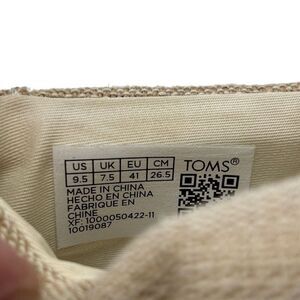 US UK EU CM TOMS®
9.5 7.5 41 26.5
MADE IN CHINA
HECHO EN CHINA
FABRIQUE EN
CHINE
XF: 1000050422-11
10019087